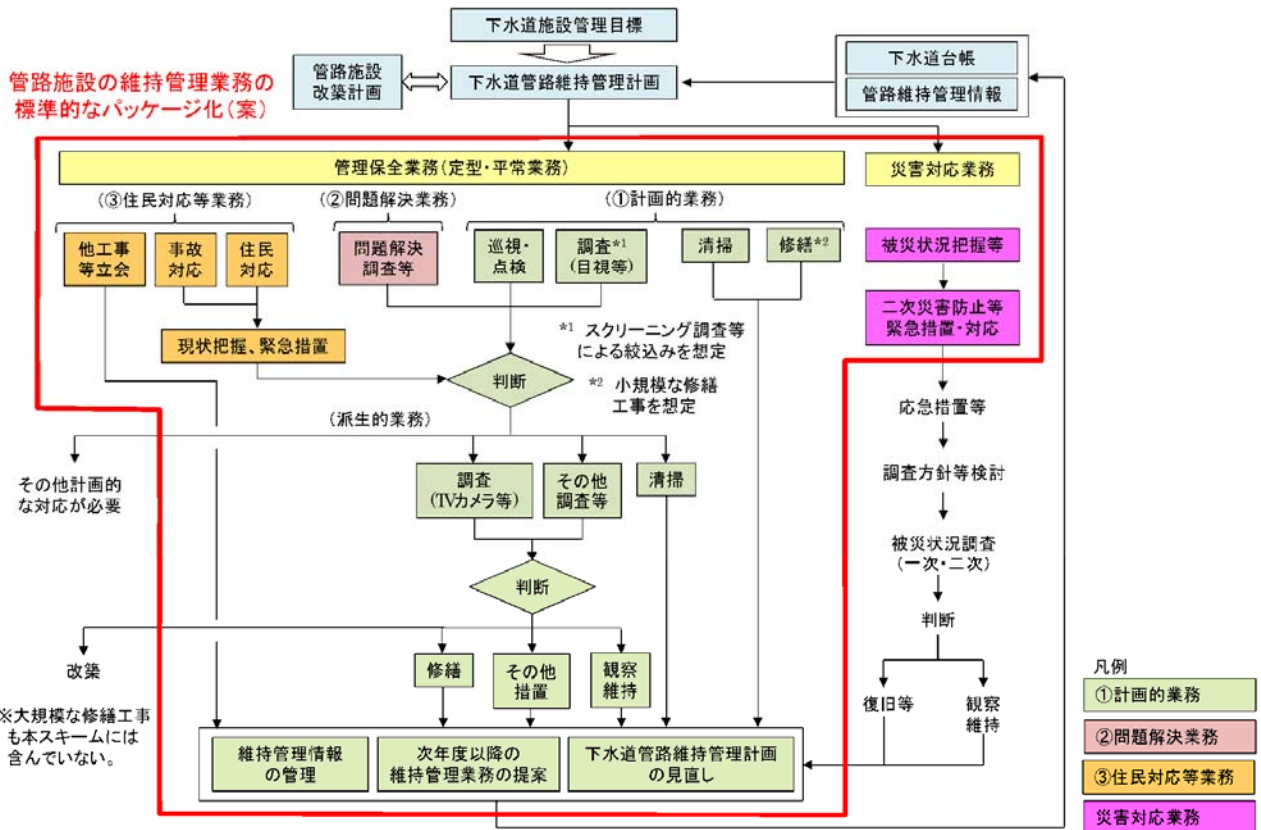 下水道施設管理目標
管路施設
改築計画
下水道管路維持管理計画
下水道台帳
管路維持管理情報
管路施設の維持管理業務の
標準的なパッケージ化(案)
管理保全業務(定型・平常業務)
災害対応業務
(③住民対応等業務)
(②問題解決業務)
(①計画的業務)
他工事
等立会
事故
対応
住民
対応
問題解決
調査等
巡視・
点検
調査*1
(目視等)
清掃
修繕*2
被災状況把握等
二次災害防止等
緊急措置・対応
現状把握、緊急措置
*1 スクリーニング調査等
による絞込みを想定
判断
*2 小規模な修繕
工事を想定
応急措置等
(派生的業務)
その他計画的
な対応が必要
調査
(TVカメラ等)
その他
調査等
清掃
調査方針等検討
被災状況調査
(一次・二次)
判断
判断
改築
修繕
その他
措置
観察
維持
復旧等
観察
維持
※大規模な修繕工事
も本スキームには
含んでいない。
維持管理情報
の管理
次年度以降の
維持管理業務の提案
下水道管路維持管理計画
の見直し
凡例
①計画的業務
②問題解決業務
③住民対応等業務
災害対応業務